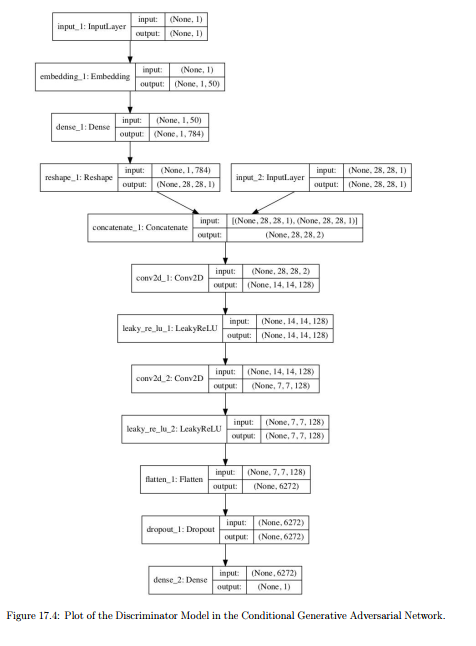 input_1: InputLayer input: (None, 1)
output: (None, 1)
embedding_1: Embedding input: (None, 1)
output: (None, 1, 50)
dense_1: Dense input: (None, 1, 50)
output: (None, 1, 784)
reshape_1: Reshape input: (None, 1, 784)
output: (None, 28, 28, 1)
input_2: InputLayer input: (None, 28, 28, 1)
output: (None, 28, 28, 1)
concatenate_1: Concatenate input: [(None, 28, 28, 1), (None, 28, 28, 1)]
output: (None, 28, 28, 2)
conv2d_1: Conv2D input: (None, 28, 28, 2)
output: (None, 14, 14, 128)
leaky_re_lu_1: LeakyReLU input: (None, 14, 14, 128)
output: (None, 14, 14, 128)
conv2d_2: Conv2D input: (None, 14, 14, 128)
output: (None, 7, 7, 128)
leaky_re_lu_2: LeakyReLU input: (None, 7, 7, 128)
output: (None, 7, 7, 128)
flatten_1: Flatten input: (None, 7, 7, 128)
output: (None, 6272)
dropout_1: Dropout input: (None, 6272)
output: (None, 6272)
dense_2: Dense input: (None, 6272)
output: (None, 1)
Figure 17.4: Plot of the Discriminator Model in the Conditional Generative Adversarial Network.